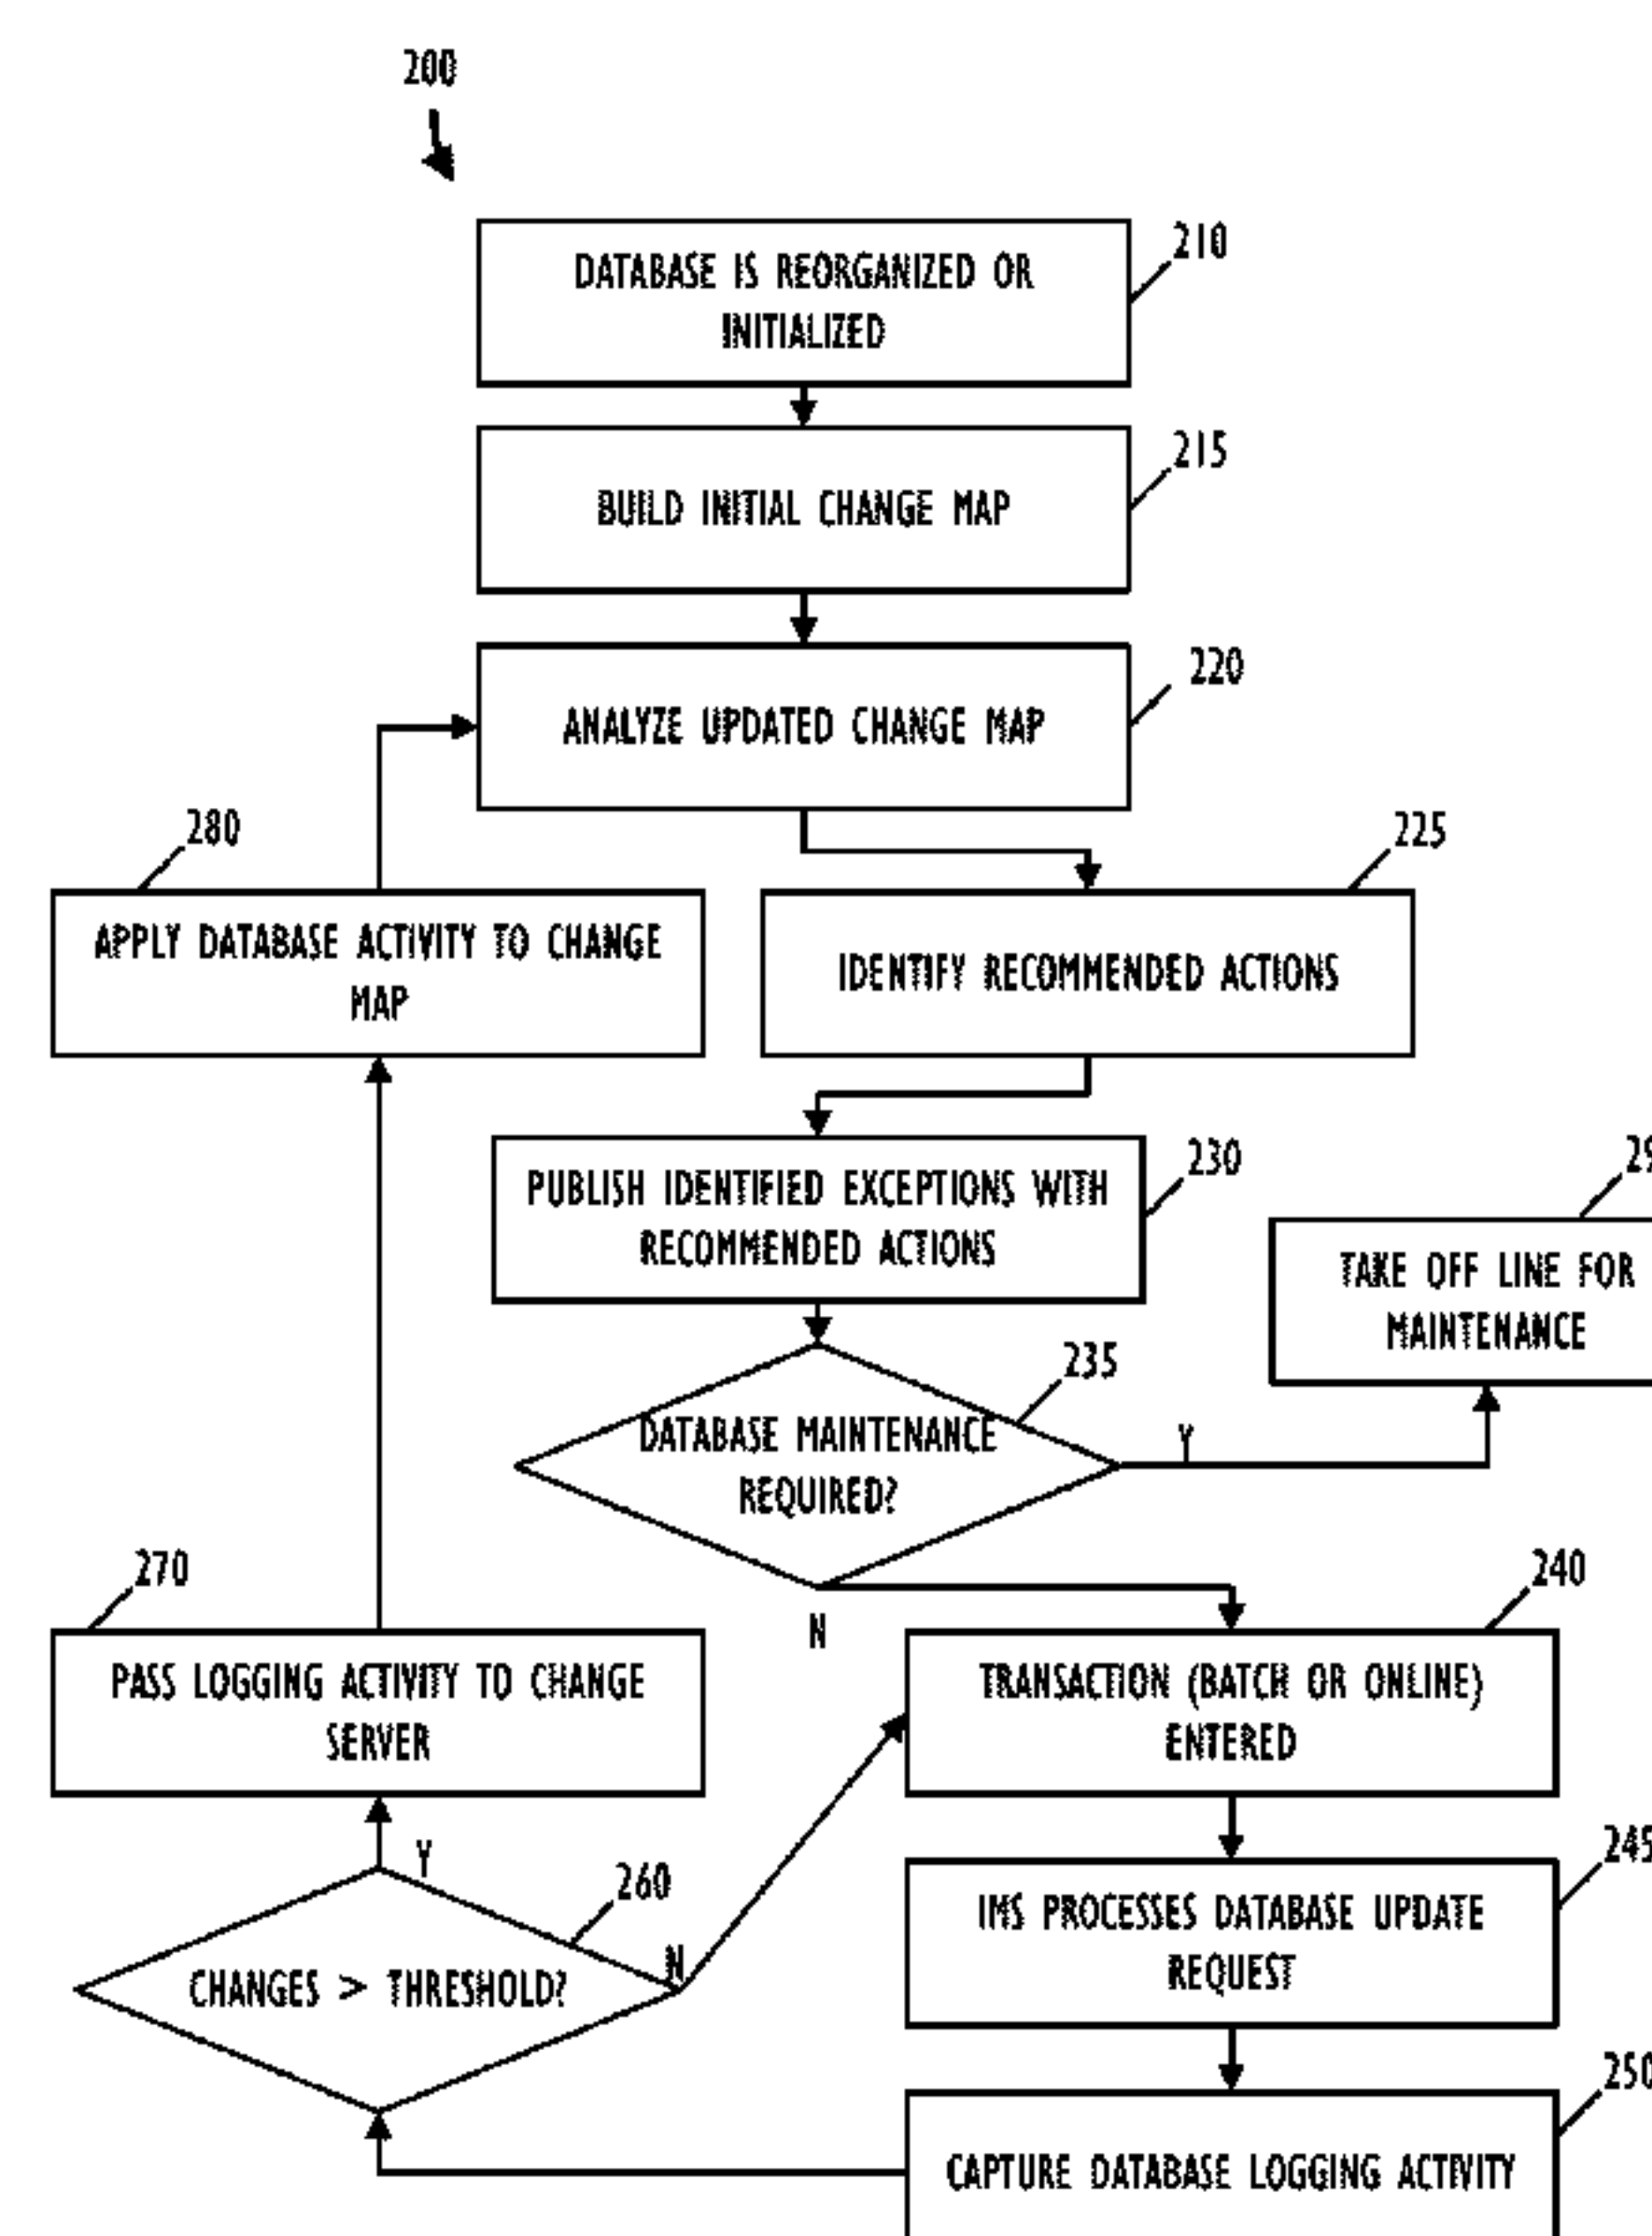 200
210
DATABASE IS REORGANIZED OR
INITIALIZED
215
BUILD INITIAL CHANGE MAP
220
ANALYZE UPDATED CHANGE MAP
280
225
APPLY DATABASE ACTIVITY TO CHANGE
MAP
IDENTIFY RECOMMENDED ACTIONS
230
PUBLISH IDENTIFIED EXCEPTIONS WITH
RECOMMENDED ACTIONS
TAKE OFF LINE FOR
MAINTENANCE
235
DATABASE MAINTENANCE
REQUIRED?
Y
N
270
240
PASS LOGGING ACTIVITY TO CHANGE
SERVER
TRANSACTION (BATCH OR ONLINE)
ENTERED
Y
260
N
CHANGES > THRESHOLD?
245
IMS PROCESSES DATABASE UPDATE
REQUEST
250
CAPTURE DATABASE LOGGING ACTIVITY